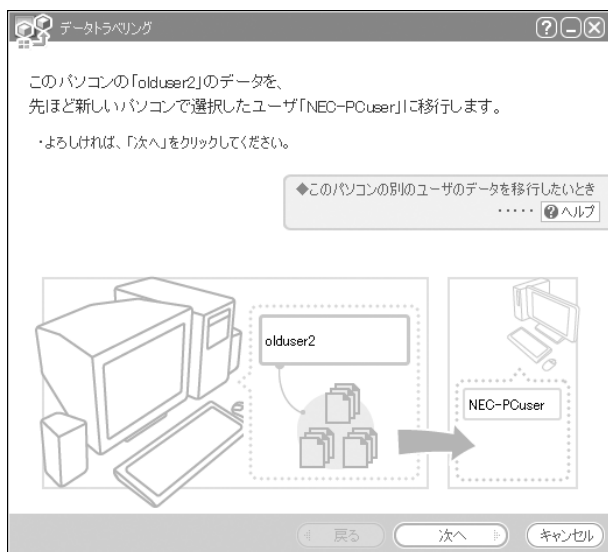 データトラベリング
このパソコンの「olduser2」のデータを、
先ほど新しいパソコンで選択したユーザ「NEC-PCuser」に移行します。
・よろしければ、「次へ」をクリックしてください。
◆このパソコンの別のユーザのデータを移行したいとき
・・・・・ ?ヘルプ
olduser2
NEC-PCuser
戻る 次へ キャンセル